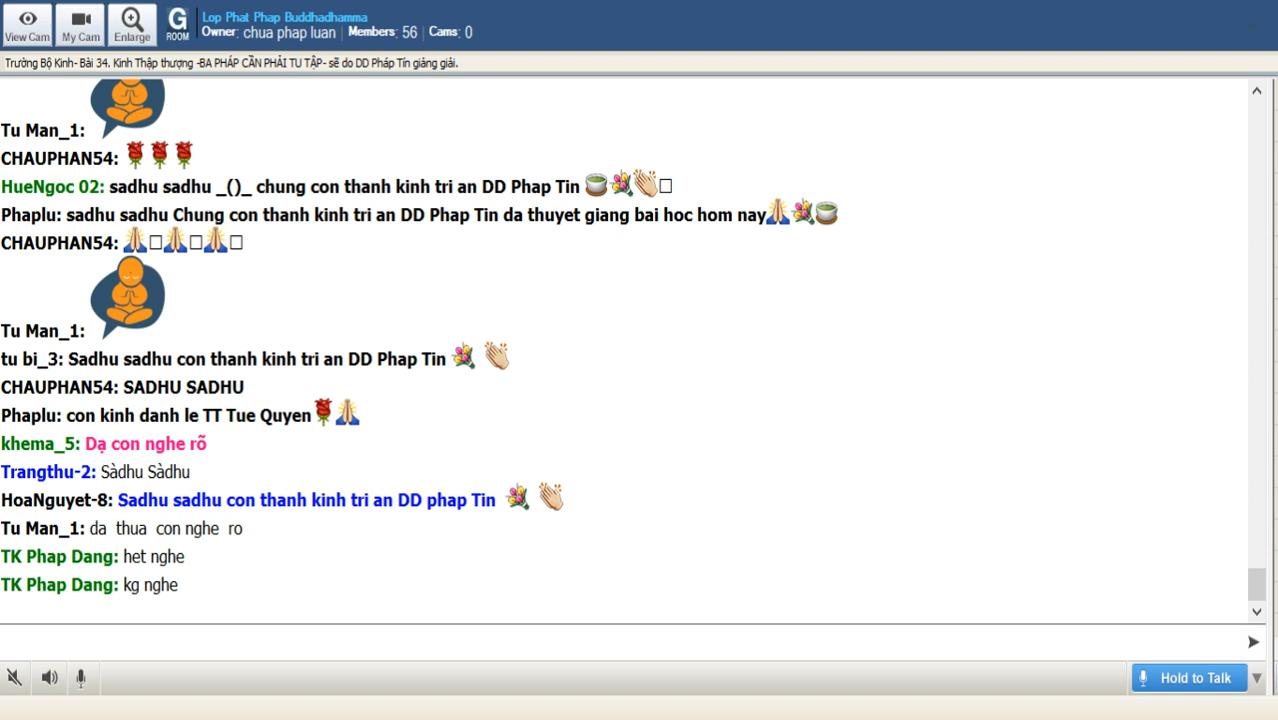 Lop Phat Phap Buddhadhamma
View Cam
My Cam
Enlarge
G ROOM
Owner: chua phap luan | Members: 56 | Cams: 0
Trường Bộ Kinh- Bài 34. Kinh Thập thượng -BA PHÁP CẦN PHẢI TU TẬP- sẽ do DD Pháp Tín giảng giải.
Tu Man_1:
CHAUPHAN54:
HueNgoc 02: sadhu sadhu _()_ chung con thanh kinh tri an DD Phap Tin
Phaplu: sadhu sadhu Chung con thanh kinh tri an DD Phap Tin da thuyet giang bai hoc hom nay
CHAUPHAN54:
Tu Man_1:
tu bi_3: Sadhu sadhu con thanh kinh tri an DD Phap Tin
CHAUPHAN54: SADHU SADHU
Phaplu: con kinh danh le TT Tue Quyen
khema_5: Dạ con nghe rõ
Trangthu-2: Sàdhu Sàdhu
HoaNguyet-8: Sadhu sadhu con thanh kinh tri an DD phap Tin
Tu Man_1: da thua con nghe ro
TK Phap Dang: het nghe
TK Phap Dang: kg nghe
Hold to Talk